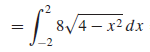 = ∫_{-2}^{2} 8√(4 − x²) dx